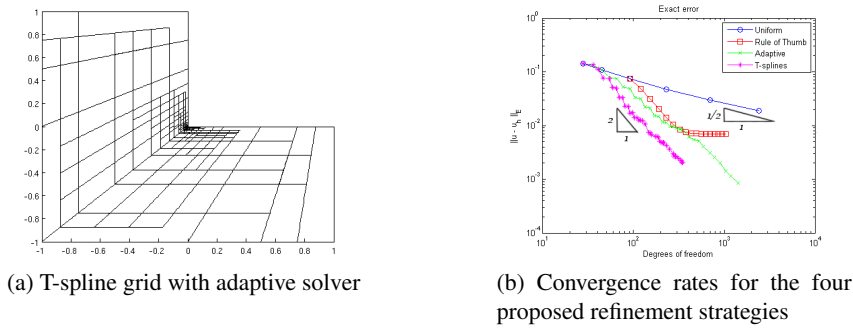 1
0.8
0.6
0.4
0.2
0
-0.2
-0.4
-0.6
-0.8
-1
-1 -0.8 -0.6 -0.4 -0.2 0 0.2 0.4 0.6 0.8 1
(a) T-spline grid with adaptive solver
Exact error
Uniform
Rule of Thumb
Adaptive
T-splines
10^0
10^-1
10^-2
10^-3
10^-4
||u - u_h||_E
2
1
1/2
1
10^1 10^2 10^3 10^4
Degrees of freedom
(b) Convergence rates for the four
proposed refinement strategies